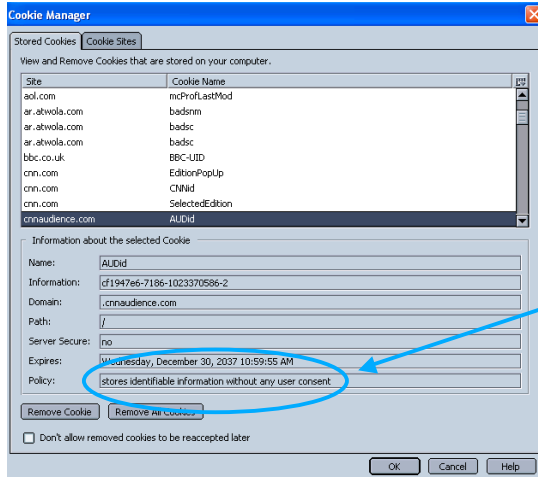 Cookie Manager
Stored Cookies Cookie Sites
View and Remove Cookies that are stored on your computer.
Site Cookie Name
aol.com mcProfLastMod
ar.atwola.com badsnm
ar.atwola.com badsc
ar.atwola.com badsc
bbc.co.uk BBC-UID
cnn.com EditionPopUp
cnn.com CNNid
cnn.com SelectedEdition
cnnaudience.com AUDid
Information about the selected Cookie
Name: AUDid
Information: cf1947e6-7186-1023370586-2
Domain: .cnnaudience.com
Path: /
Server Secure: no
Expires: Wednesday, December 30, 2037 10:59:55 AM
Policy: stores identifiable information without any user consent
Remove Cookie Remove All Cookies
Don't allow removed cookies to be reaccepted later
OK Cancel Help